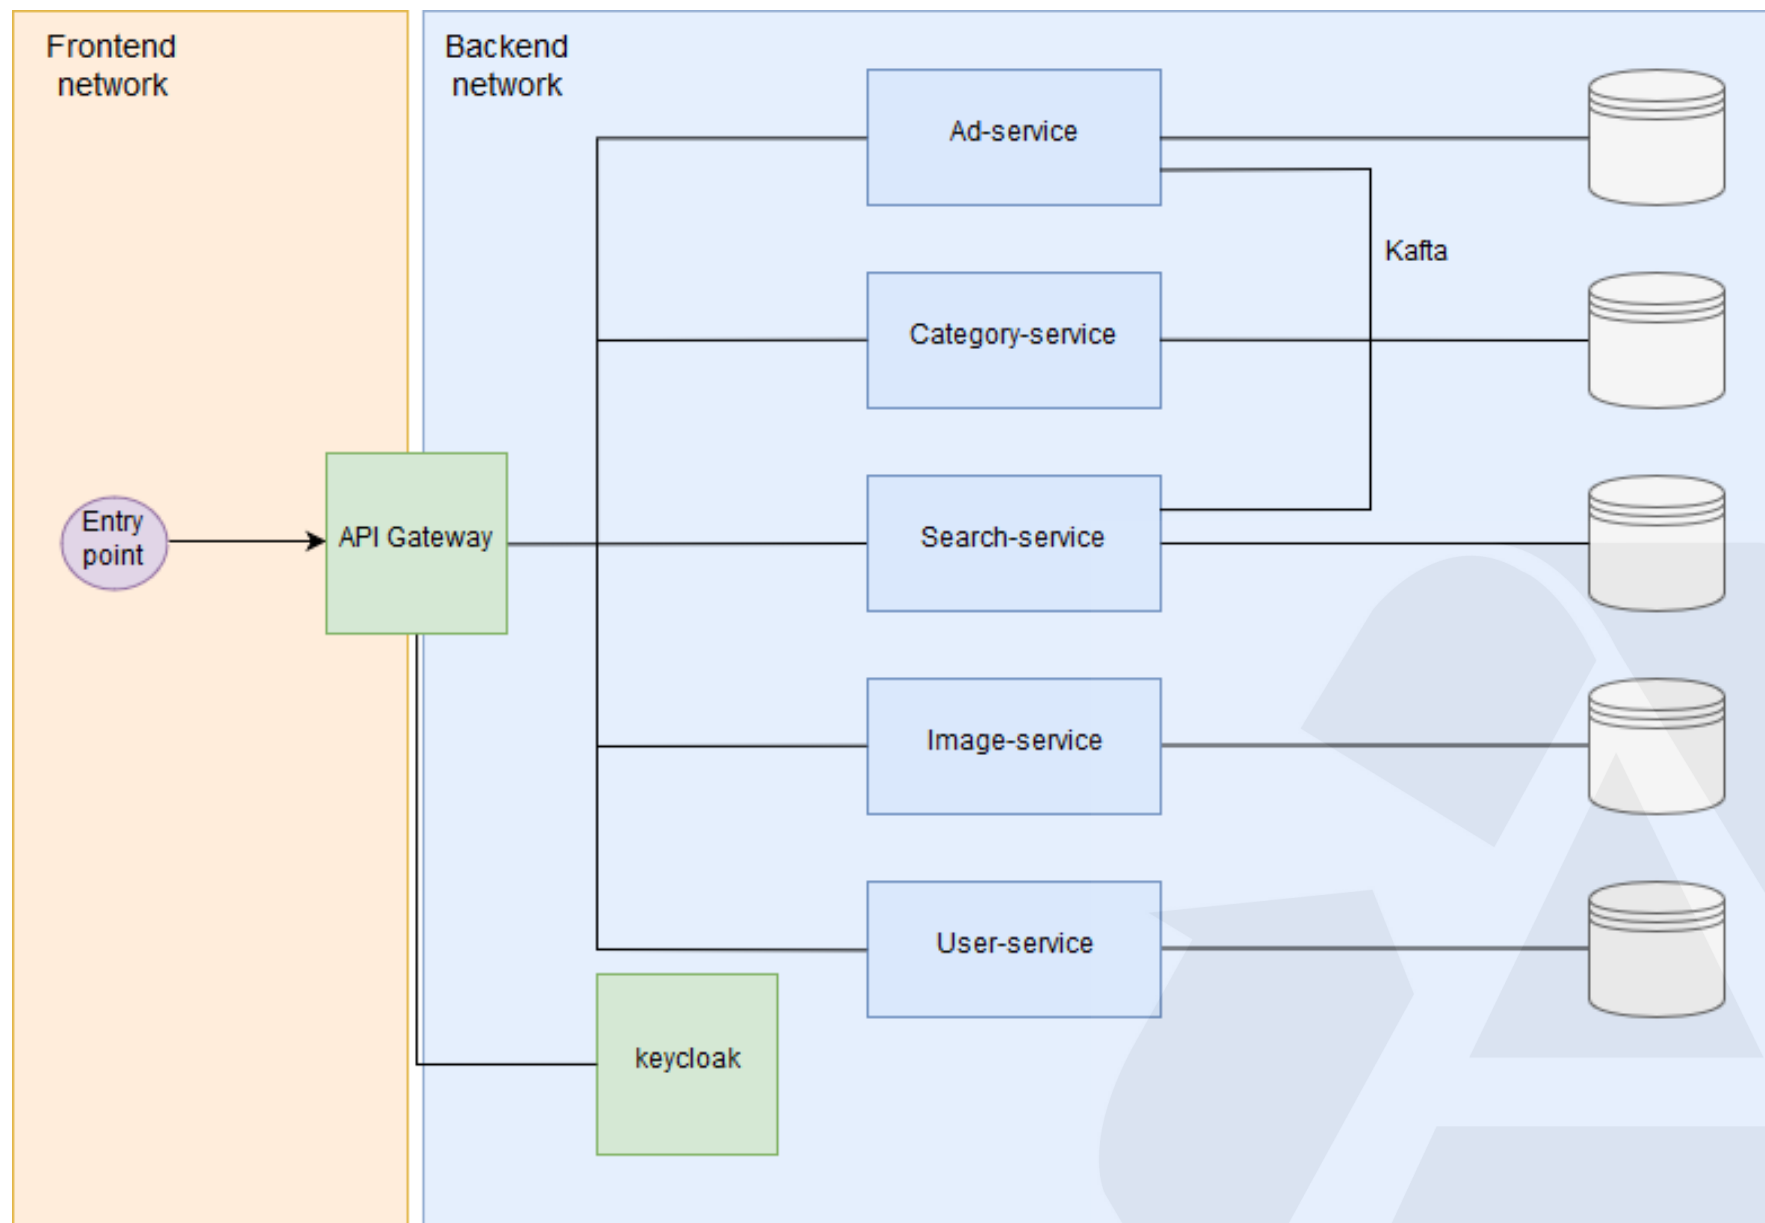 Frontend
network
Backend
network
Ad-service
Kafta
Category-service
Entry
point
API Gateway
Search-service
Image-service
User-service
keycloak